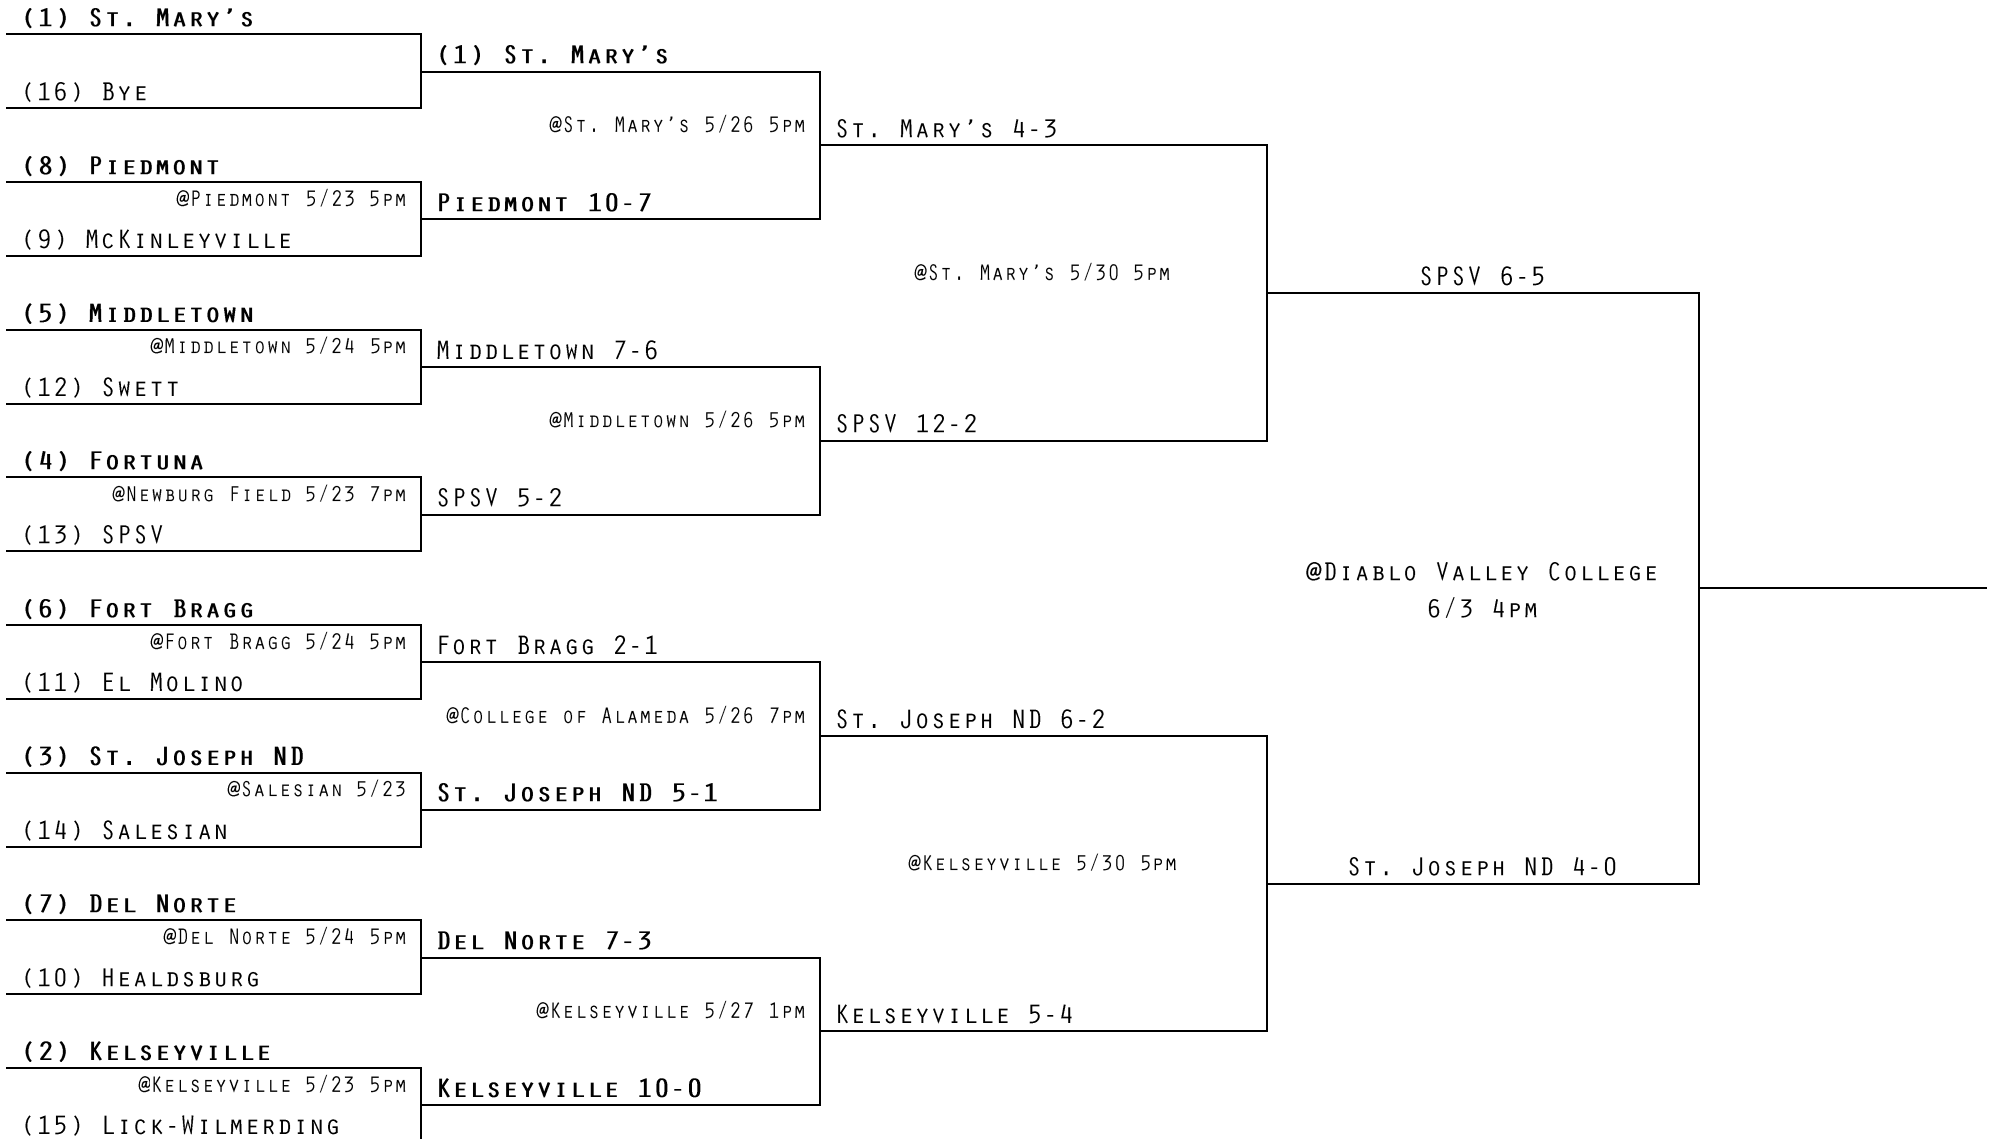 (1) St. Mary's
(16) Bye
(8) Piedmont
@Piedmont 5/23 5pm
(9) McKinleyville
(5) Middletown
@Middletown 5/24 5pm
(12) Swett
(4) Fortuna
@Newburg Field 5/23 7pm
(13) SPSV
(6) Fort Bragg
@Fort Bragg 5/24 5pm
(11) El Molino
(3) St. Joseph ND
@Salesian 5/23
(14) Salesian
(7) Del Norte
@Del Norte 5/24 5pm
(10) Healdsburg
(2) Kelseyville
@Kelseyville 5/23 5pm
(15) Lick-Wilmerding
(1) St. Mary's
@St. Mary's 5/26 5pm
Piedmont 10-7
Middletown 7-6
@Middletown 5/26 5pm
SPSV 5-2
Fort Bragg 2-1
@College of Alameda 5/26 7pm
St. Joseph ND 5-1
Del Norte 7-3
@Kelseyville 5/27 1pm
Kelseyville 10-0
St. Mary's 4-3
@St. Mary's 5/30 5pm
SPSV 12-2
St. Joseph ND 6-2
@Kelseyville 5/30 5pm
Kelseyville 5-4
SPSV 6-5
@Diablo Valley College
6/3 4pm
St. Joseph ND 4-0